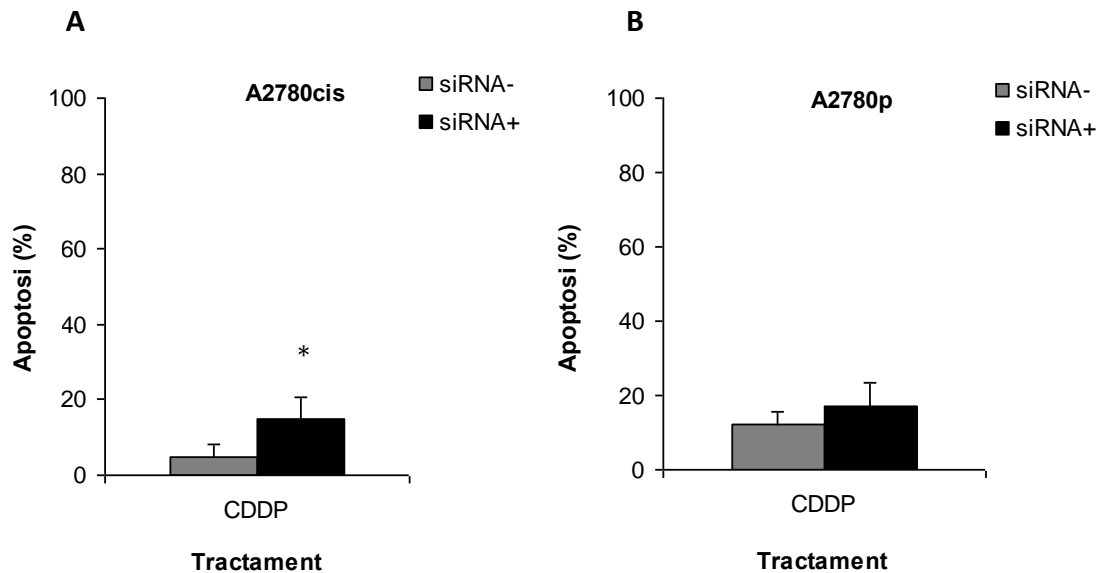 A
A2780cis
siRNA-
siRNA+
100
80
60
40
20
0
Apoptosi (%)
*
CDDP
Tractament
B
A2780p
siRNA-
siRNA+
100
80
60
40
20
0
Apoptosi (%)
CDDP
Tractament